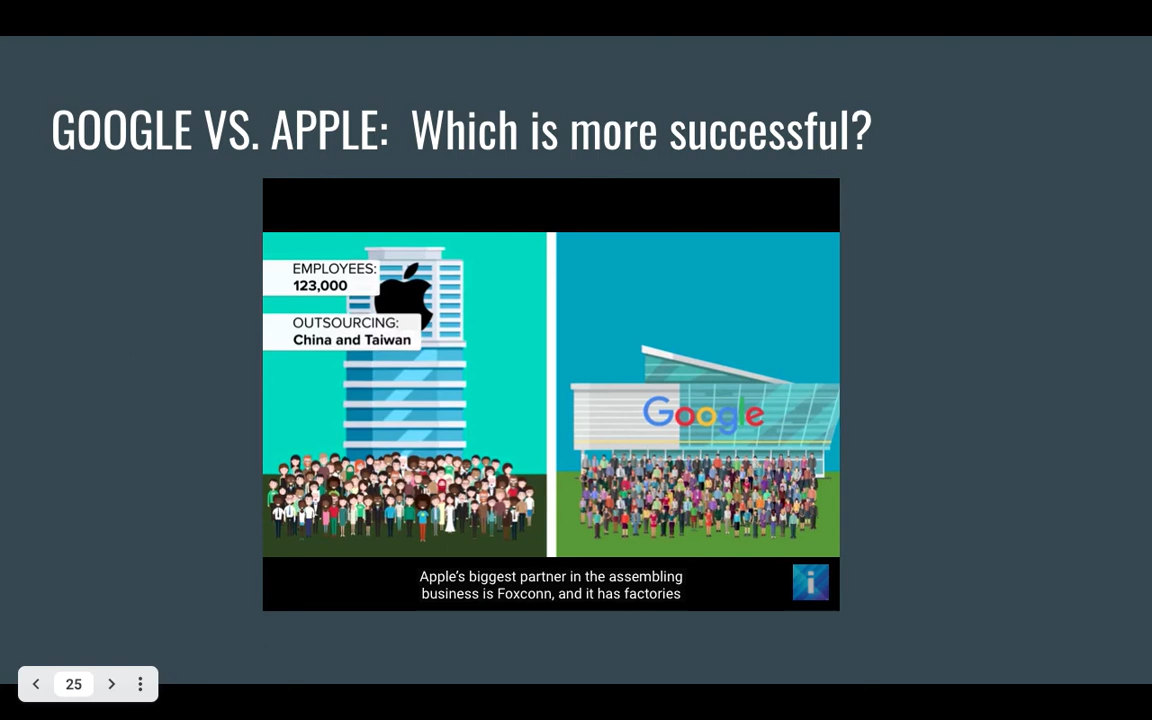 GOOGLE VS. APPLE: Which is more successful?
EMPLOYEES:
123,000
OUTSOURCING:
China and Taiwan
Google
Apple's biggest partner in the assembling
business is Foxconn, and it has factories
i
25